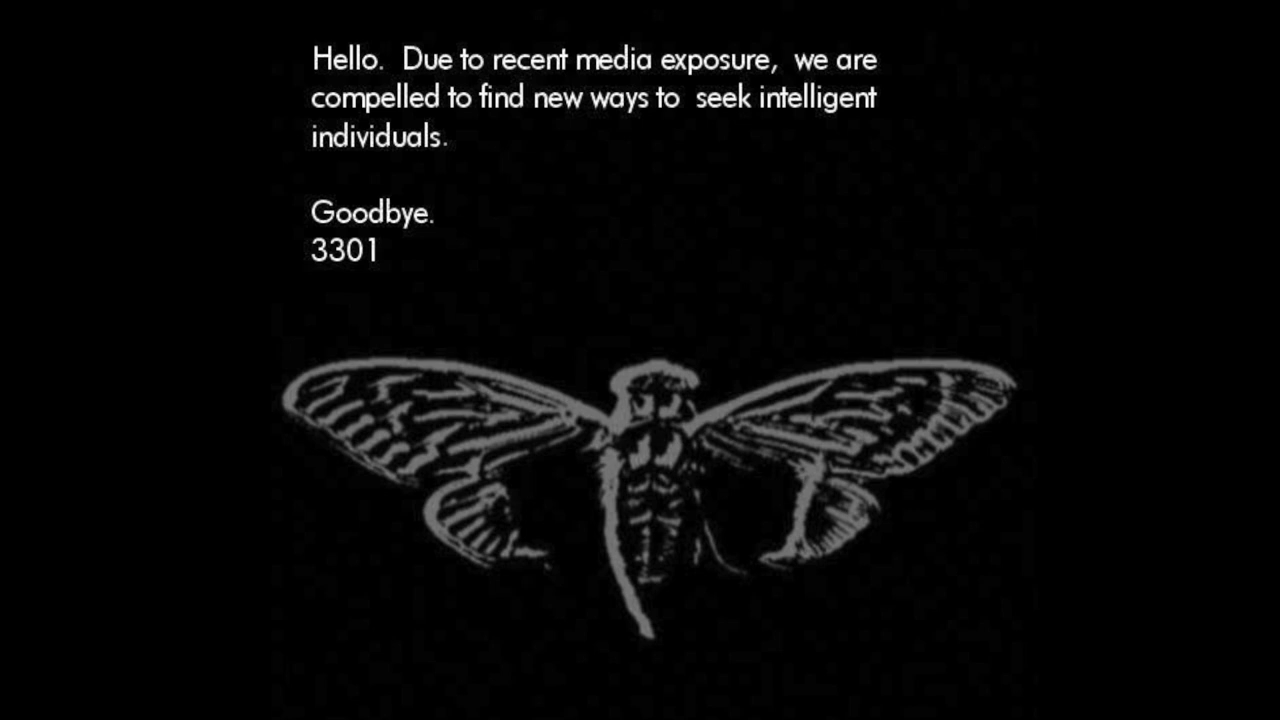 Hello.  Due to recent media exposure,  we are
compelled to find new ways to  seek intelligent
individuals.
Goodbye.
3301